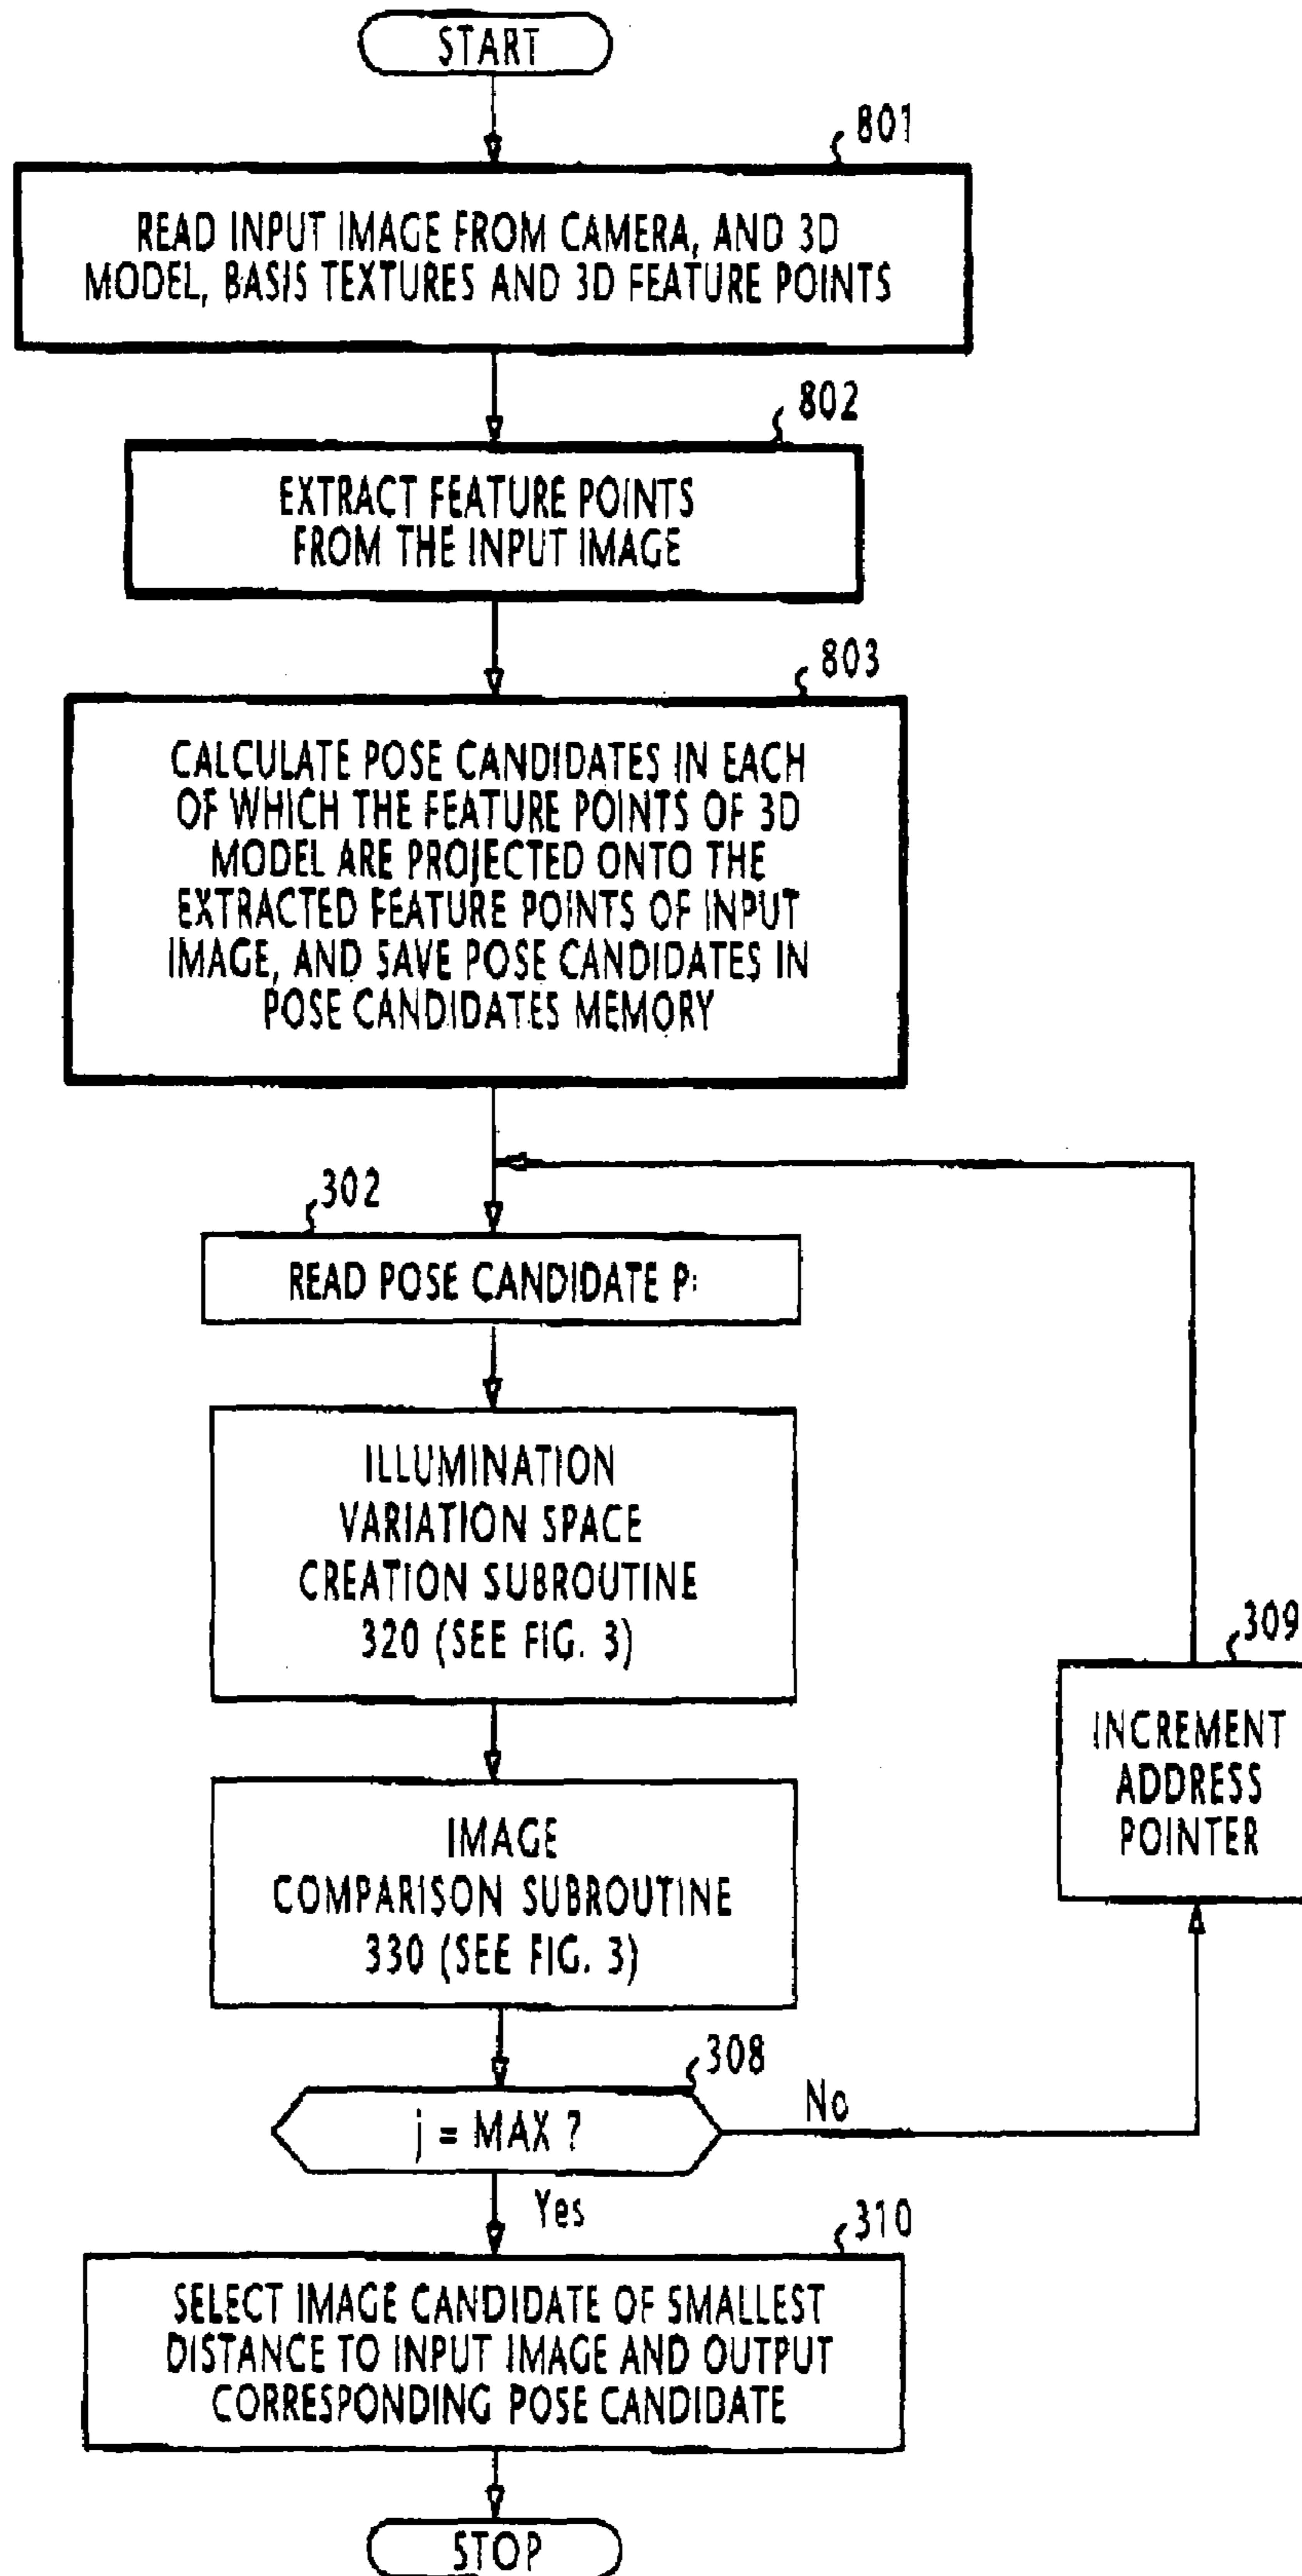 START
801
READ INPUT IMAGE FROM CAMERA, AND 3D
MODEL, BASIS TEXTURES AND 3D FEATURE POINTS
802
EXTRACT FEATURE POINTS
FROM THE INPUT IMAGE
803
CALCULATE POSE CANDIDATES IN EACH
OF WHICH THE FEATURE POINTS OF 3D
MODEL ARE PROJECTED ONTO THE
EXTRACTED FEATURE POINTS OF INPUT
IMAGE, AND SAVE POSE CANDIDATES IN
POSE CANDIDATES MEMORY
302
READ POSE CANDIDATE
ILLUMINATION
VARIATION SPACE
CREATION SUBROUTINE
320 (SEE FIG. 3)
309
INCREMENT
ADDRESS
POINTER
IMAGE
COMPARISON SUBROUTINE
330 (SEE FIG. 3)
308
j = MAX ?
No
Yes
310
SELECT IMAGE CANDIDATE OF SMALLEST
DISTANCE TO INPUT IMAGE AND OUTPUT
CORRESPONDING POSE CANDIDATE
STOP